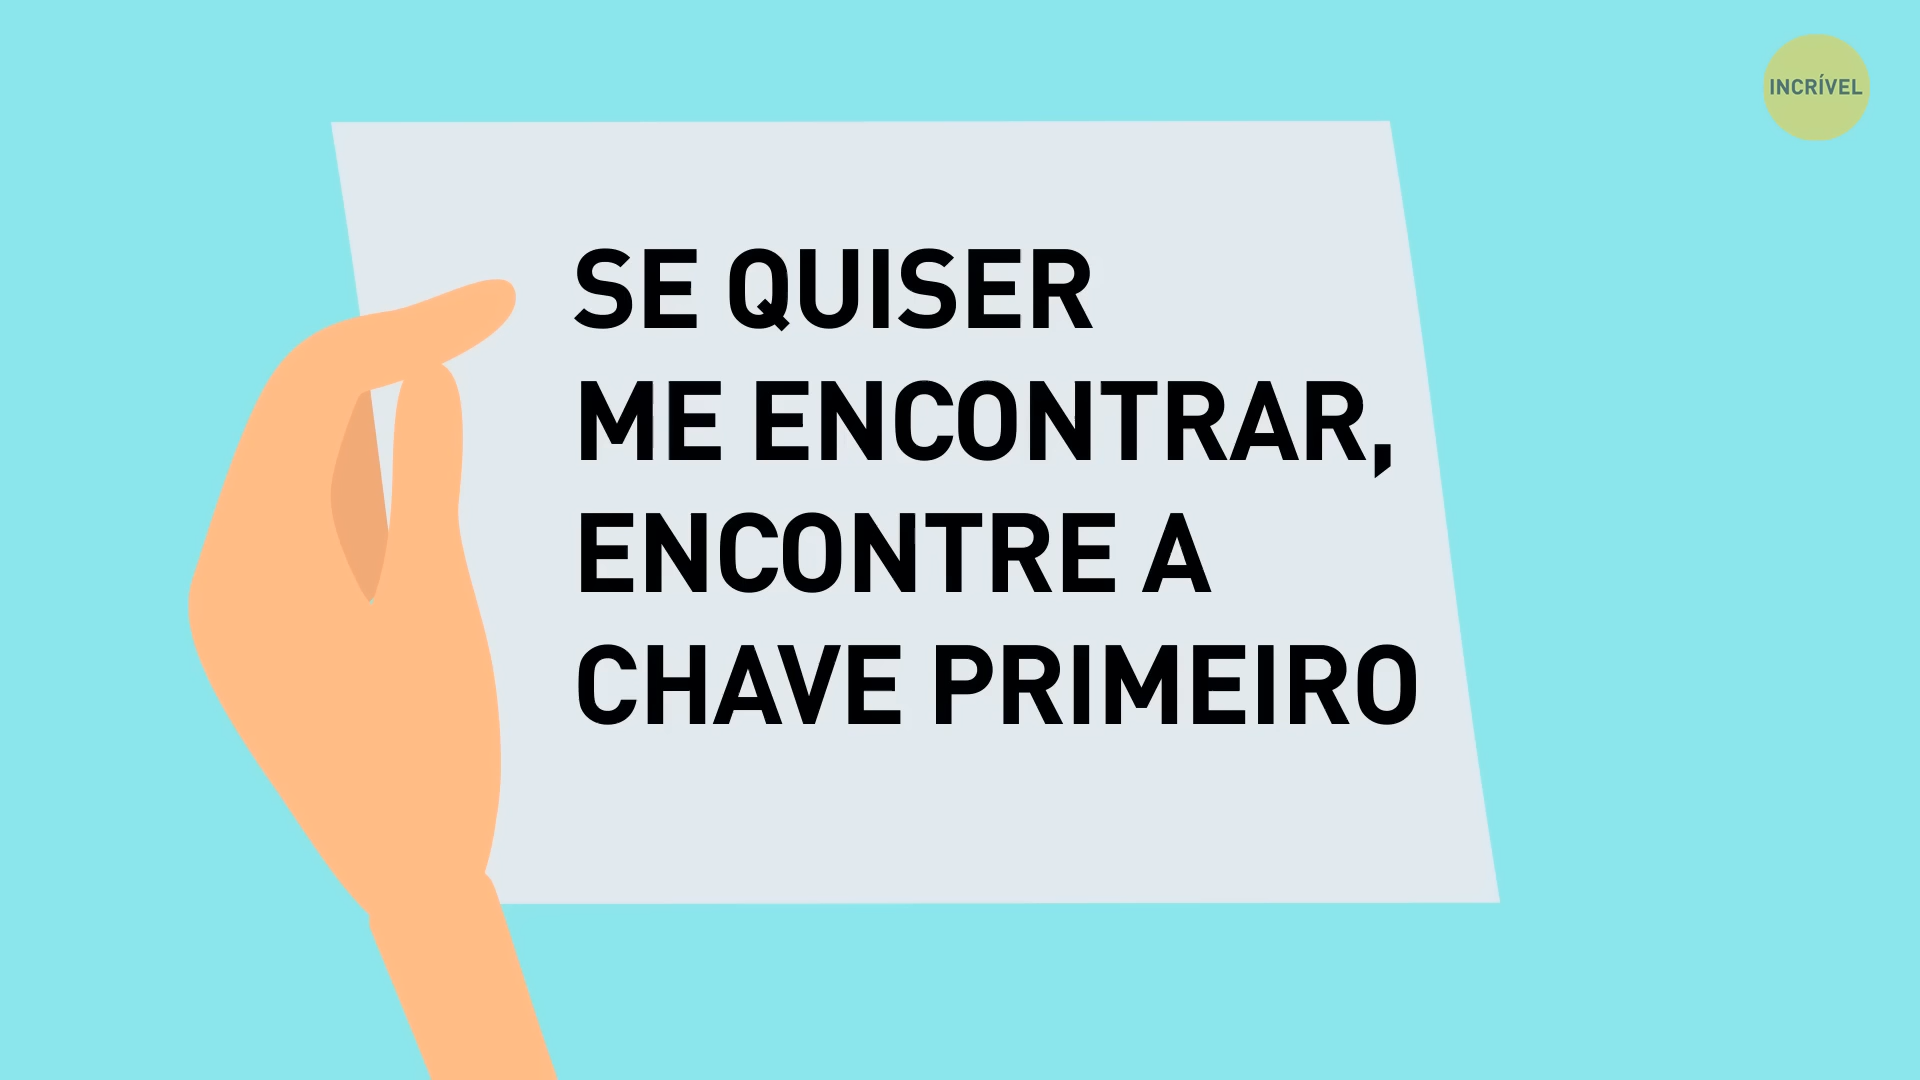 INCRÍVEL
SE QUISER
ME ENCONTRAR,
ENCONTRE A
CHAVE PRIMEIRO